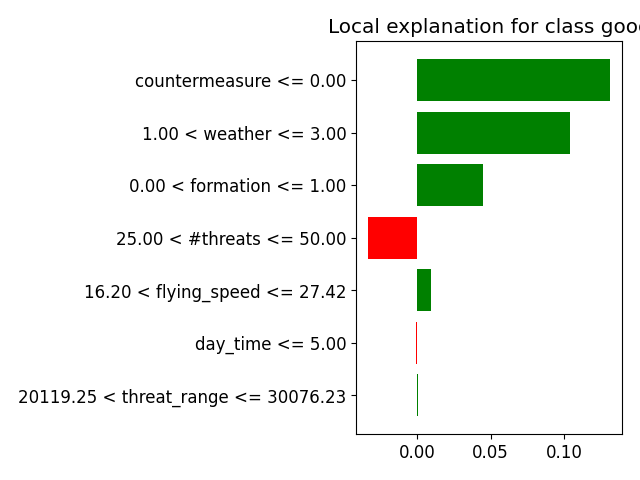 Local explanation for class good
countermeasure <= 0.00
1.00 < weather <= 3.00
0.00 < formation <= 1.00
25.00 < #threats <= 50.00
16.20 < flying_speed <= 27.42
day_time <= 5.00
20119.25 < threat_range <= 30076.23
0.00 0.05 0.10